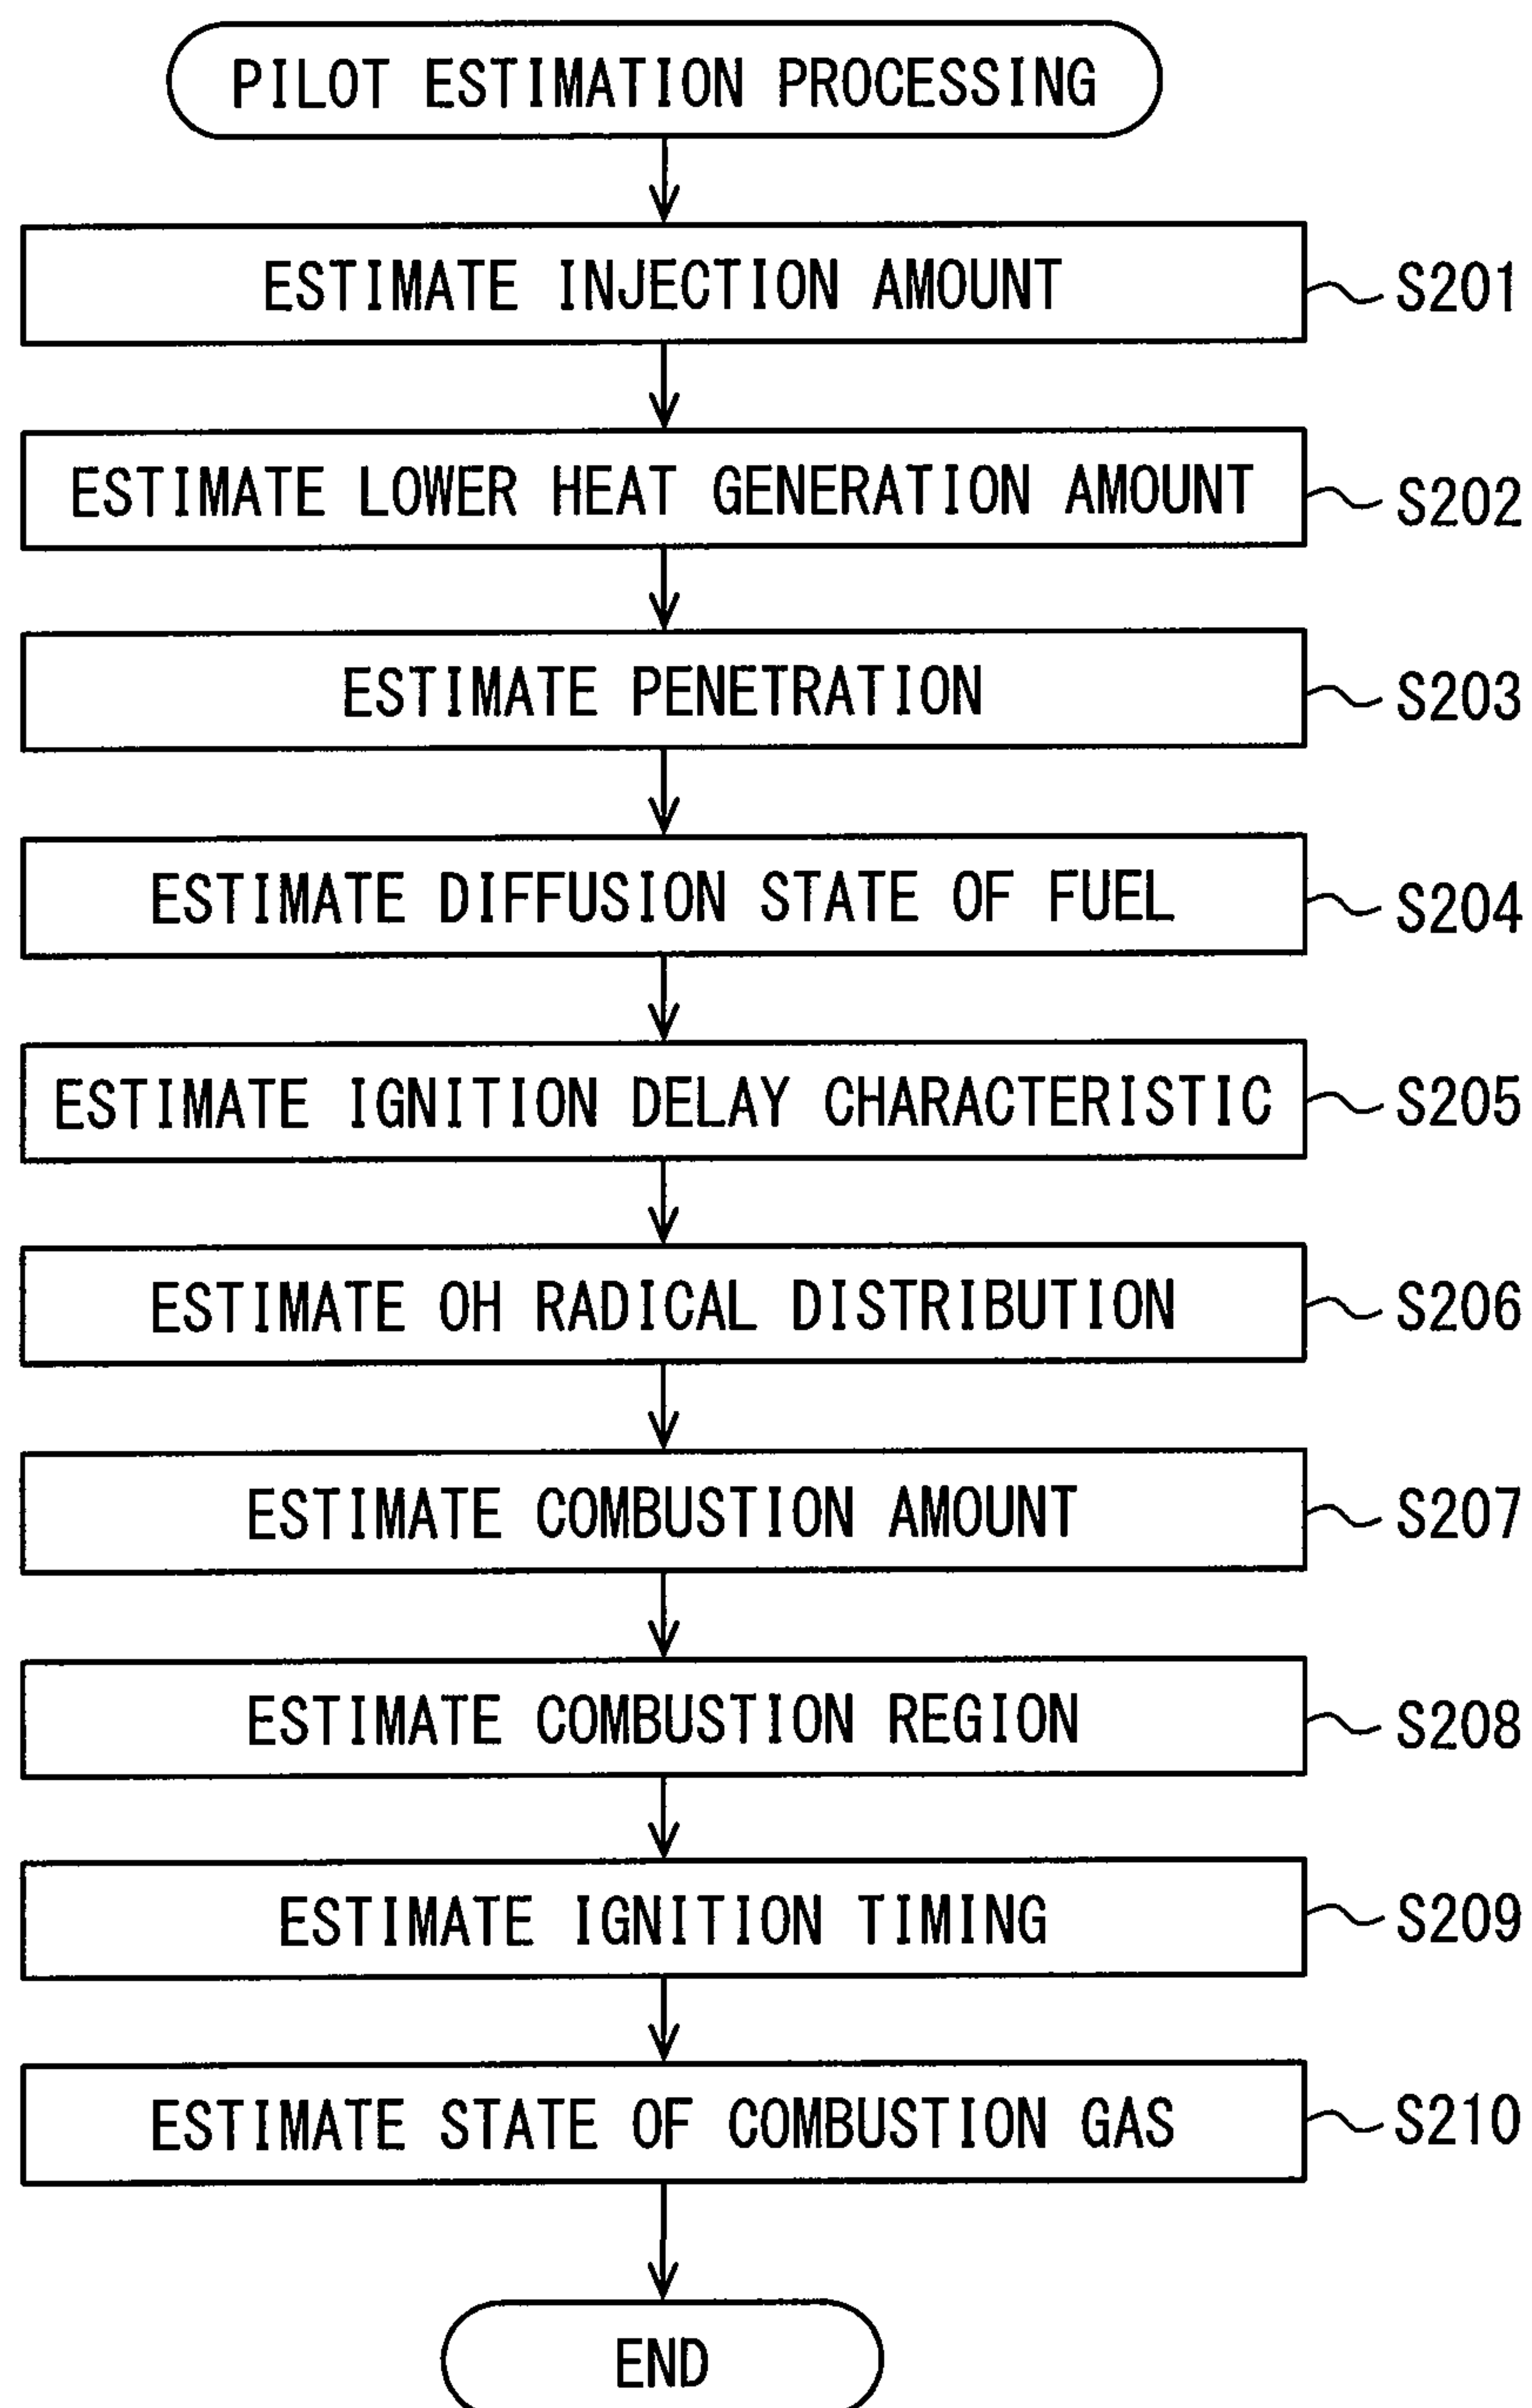 PILOT ESTIMATION PROCESSING
ESTIMATE INJECTION AMOUNT
S201
ESTIMATE LOWER HEAT GENERATION AMOUNT
S202
ESTIMATE PENETRATION
S203
ESTIMATE DIFFUSION STATE OF FUEL
S204
ESTIMATE IGNITION DELAY CHARACTERISTIC
S205
ESTIMATE OH RADICAL DISTRIBUTION
S206
ESTIMATE COMBUSTION AMOUNT
S207
ESTIMATE COMBUSTION REGION
S208
ESTIMATE IGNITION TIMING
S209
ESTIMATE STATE OF COMBUSTION GAS
S210
END